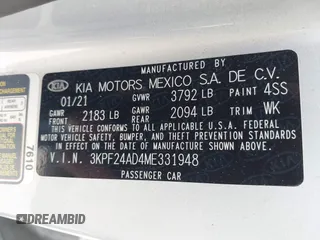 MANUFACTURED BY
KIA KIA MOTORS MEXICO S.A. DE C.V.
01/21 GVWR 3792 LB PAINT 4SS
GAWR FRONT 2183 LB GAWR REAR 2094 LB TRIM WK
THIS VEHICLE CONFORMS TO ALL APPLICABLE U.S.A. FEDERAL MOTOR VEHICLE
SAFETY, BUMPER, AND THEFT PREVENTION STANDARDS
IN EFFECT ON THE DATE OF MANUFACTURE SHOWN ABOVE.
V.I.N. 3KPF24AD4ME331948
PASSENGER CAR
7610
© DREAMBID